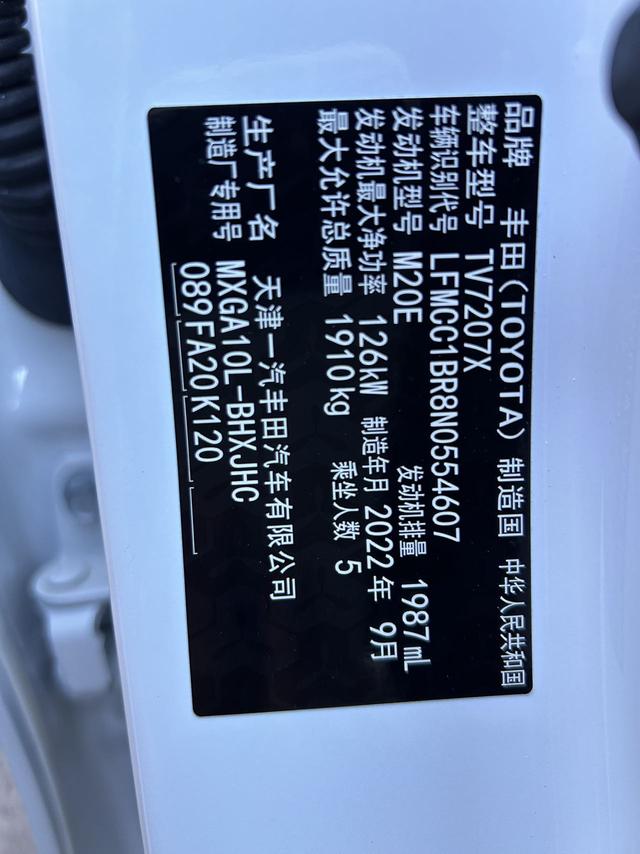 品牌 丰田(TOYOTA) 制造国 中华人民共和国
整车型号 TV7207X
车辆识别代号 LFMCC1BR8N0554607
发动机型号 M20E 发动机排量 1987mL
发动机最大净功率 126kW 制造年月 2022年 9月
最大允许总质量 1910kg 乘坐人数 5
生产厂名 天津一汽丰田汽车有限公司
制造厂专用号 MXGA10L-BHXJHC
089FA20K120